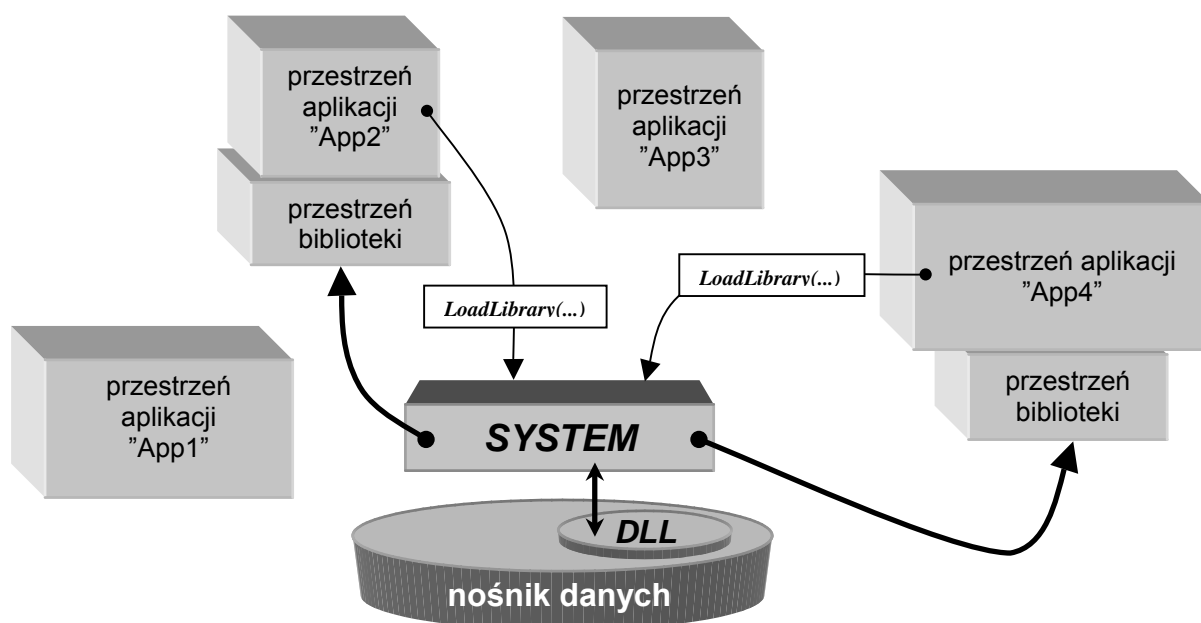 przestrzeń
aplikacji
”App2”
przestrzeń
biblioteki
przestrzeń
aplikacji
”App3”
przestrzeń aplikacji
”App4”
przestrzeń
biblioteki
LoadLibrary(...)
LoadLibrary(...)
przestrzeń
aplikacji
”App1”
SYSTEM
DLL
nośnik danych